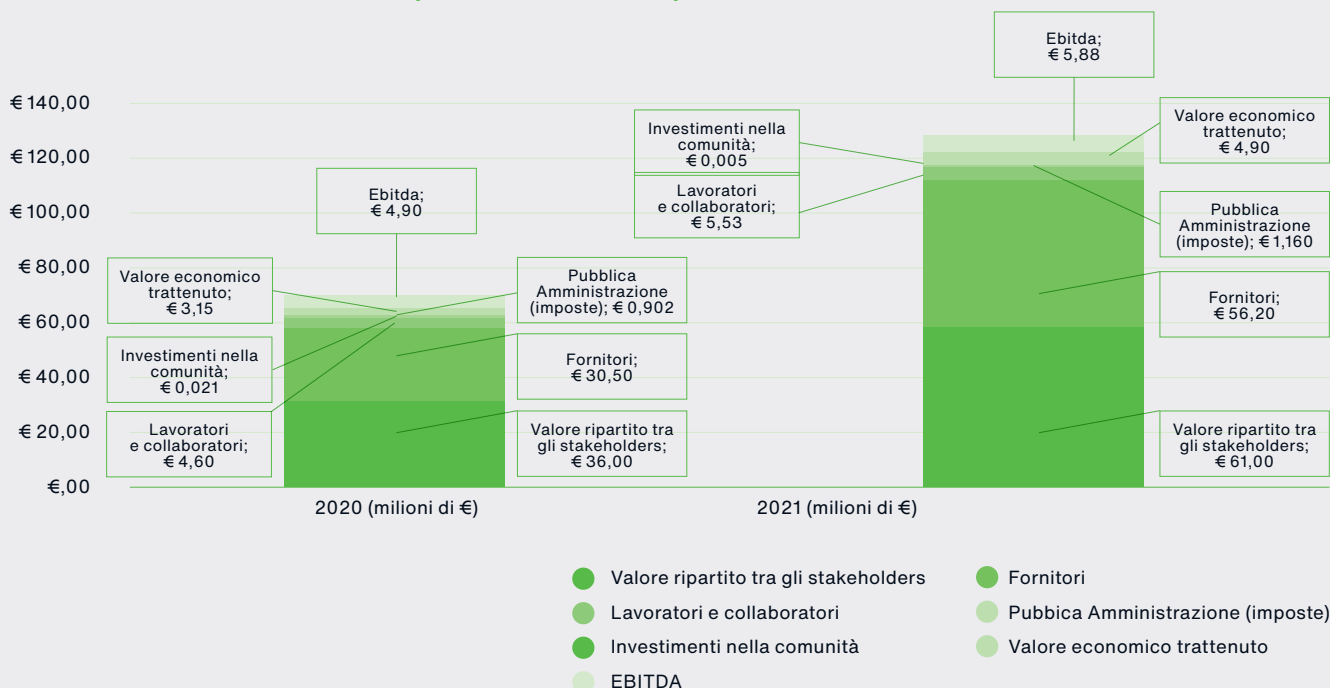 Ebitda;
€ 5,88
€ 140,00
€ 120,00
€ 100,00
€ 80,00
€ 60,00
€ 40,00
€ 20,00
€,00
Ebitda;
€ 4,90
Valore economico
trattenuto;
€ 3,15
Investimenti nella
comunità;
€ 0,021
Lavoratori
e collaboratori;
€ 4,60
Pubblica
Amministrazione
(imposte); € 0,902
Fornitori;
€ 30,50
Valore ripartito tra
gli stakeholders;
€ 36,00
Investimenti nella
comunità;
€ 0,005
Lavoratori
e collaboratori;
€ 5,53
Valore economico
trattenuto;
€ 4,90
Pubblica
Amministrazione
(imposte); € 1,160
Fornitori;
€ 56,20
Valore ripartito tra
gli stakeholders;
€ 61,00
2020 (milioni di €)
2021 (milioni di €)
Valore ripartito tra gli stakeholders
Fornitori
Lavoratori e collaboratori
Pubbica Amministrazione (imposte)
Investimenti nella comunità
Valore economico trattenuto
EBITDA